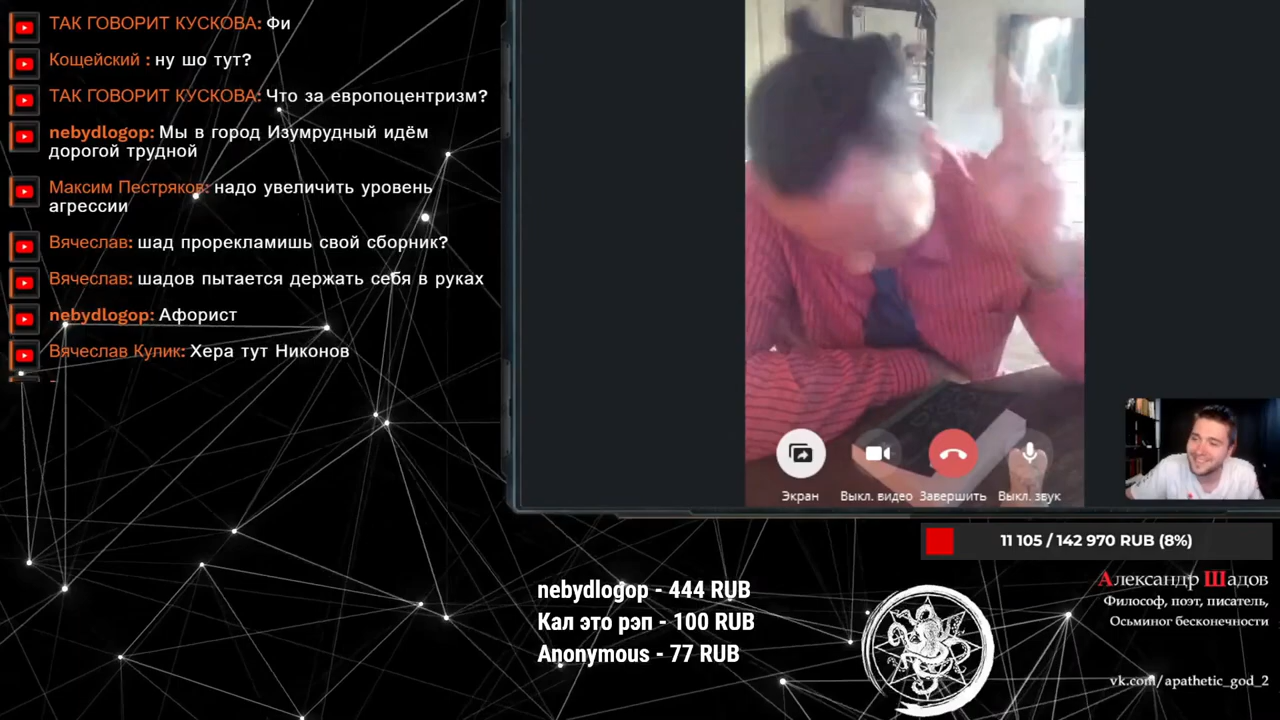 ТАК ГОВОРИТ КУСКОВА: Фи
Кощейский : ну шо тут?
ТАК ГОВОРИТ КУСКОВА: Что за европоцентризм?
nebydlogop: Мы в город Изумрудный идём
дорогой трудной
Максим Пестряков: надо увеличить уровень
агрессии
Вячеслав: шад прорекламишь свой сборник?
Вячеслав: шадов пытается держать себя в руках
nebydlogop: Афорист
Вячеслав Кулик: Хера тут Никонов
Экран
Выкл. видео
Завершить
Выкл. звук
11 105 / 142 970 RUB (8%)
nebydlogop - 444 RUB
Кал это рэп - 100 RUB
Anonymous - 77 RUB
Александр Шадов
Философ, поэт, писатель,
Осьминог бесконечности
vk.com/apathetic_god_2